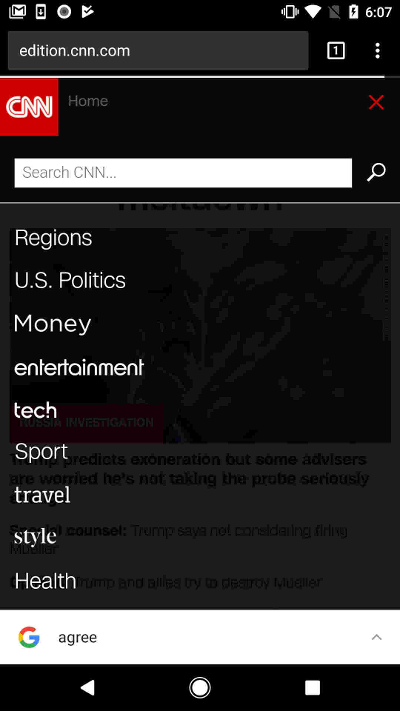 6:07
edition.cnn.com
1
CNN
Home
Search CNN...
meltdown
Regions
U.S. Politics
Money
entertainment
tech
RUSSIA INVESTIGATION
Sport
Trump predicts exoneration but some advisers
are worried he's not taking the probe seriously
travel
Special counsel: Trump says not considering firing
Mueller
style
Health
Trump and allies try to destroy Mueller
agree